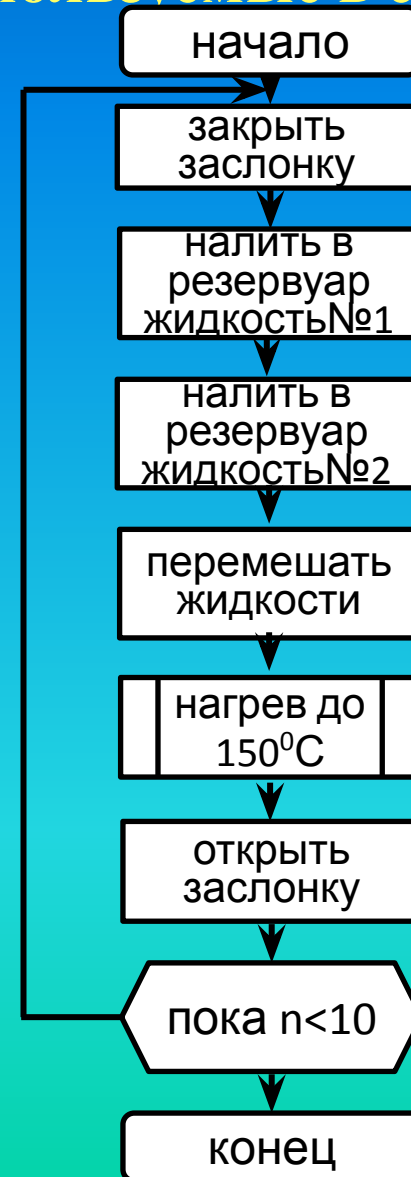 начало
закрыть
заслонку
налить в
резервуар
жидкость№1
налить в
резервуар
жидкость№2
перемешать
жидкости
нагрев до
150⁰С
открыть
заслонку
пока n<10
конец